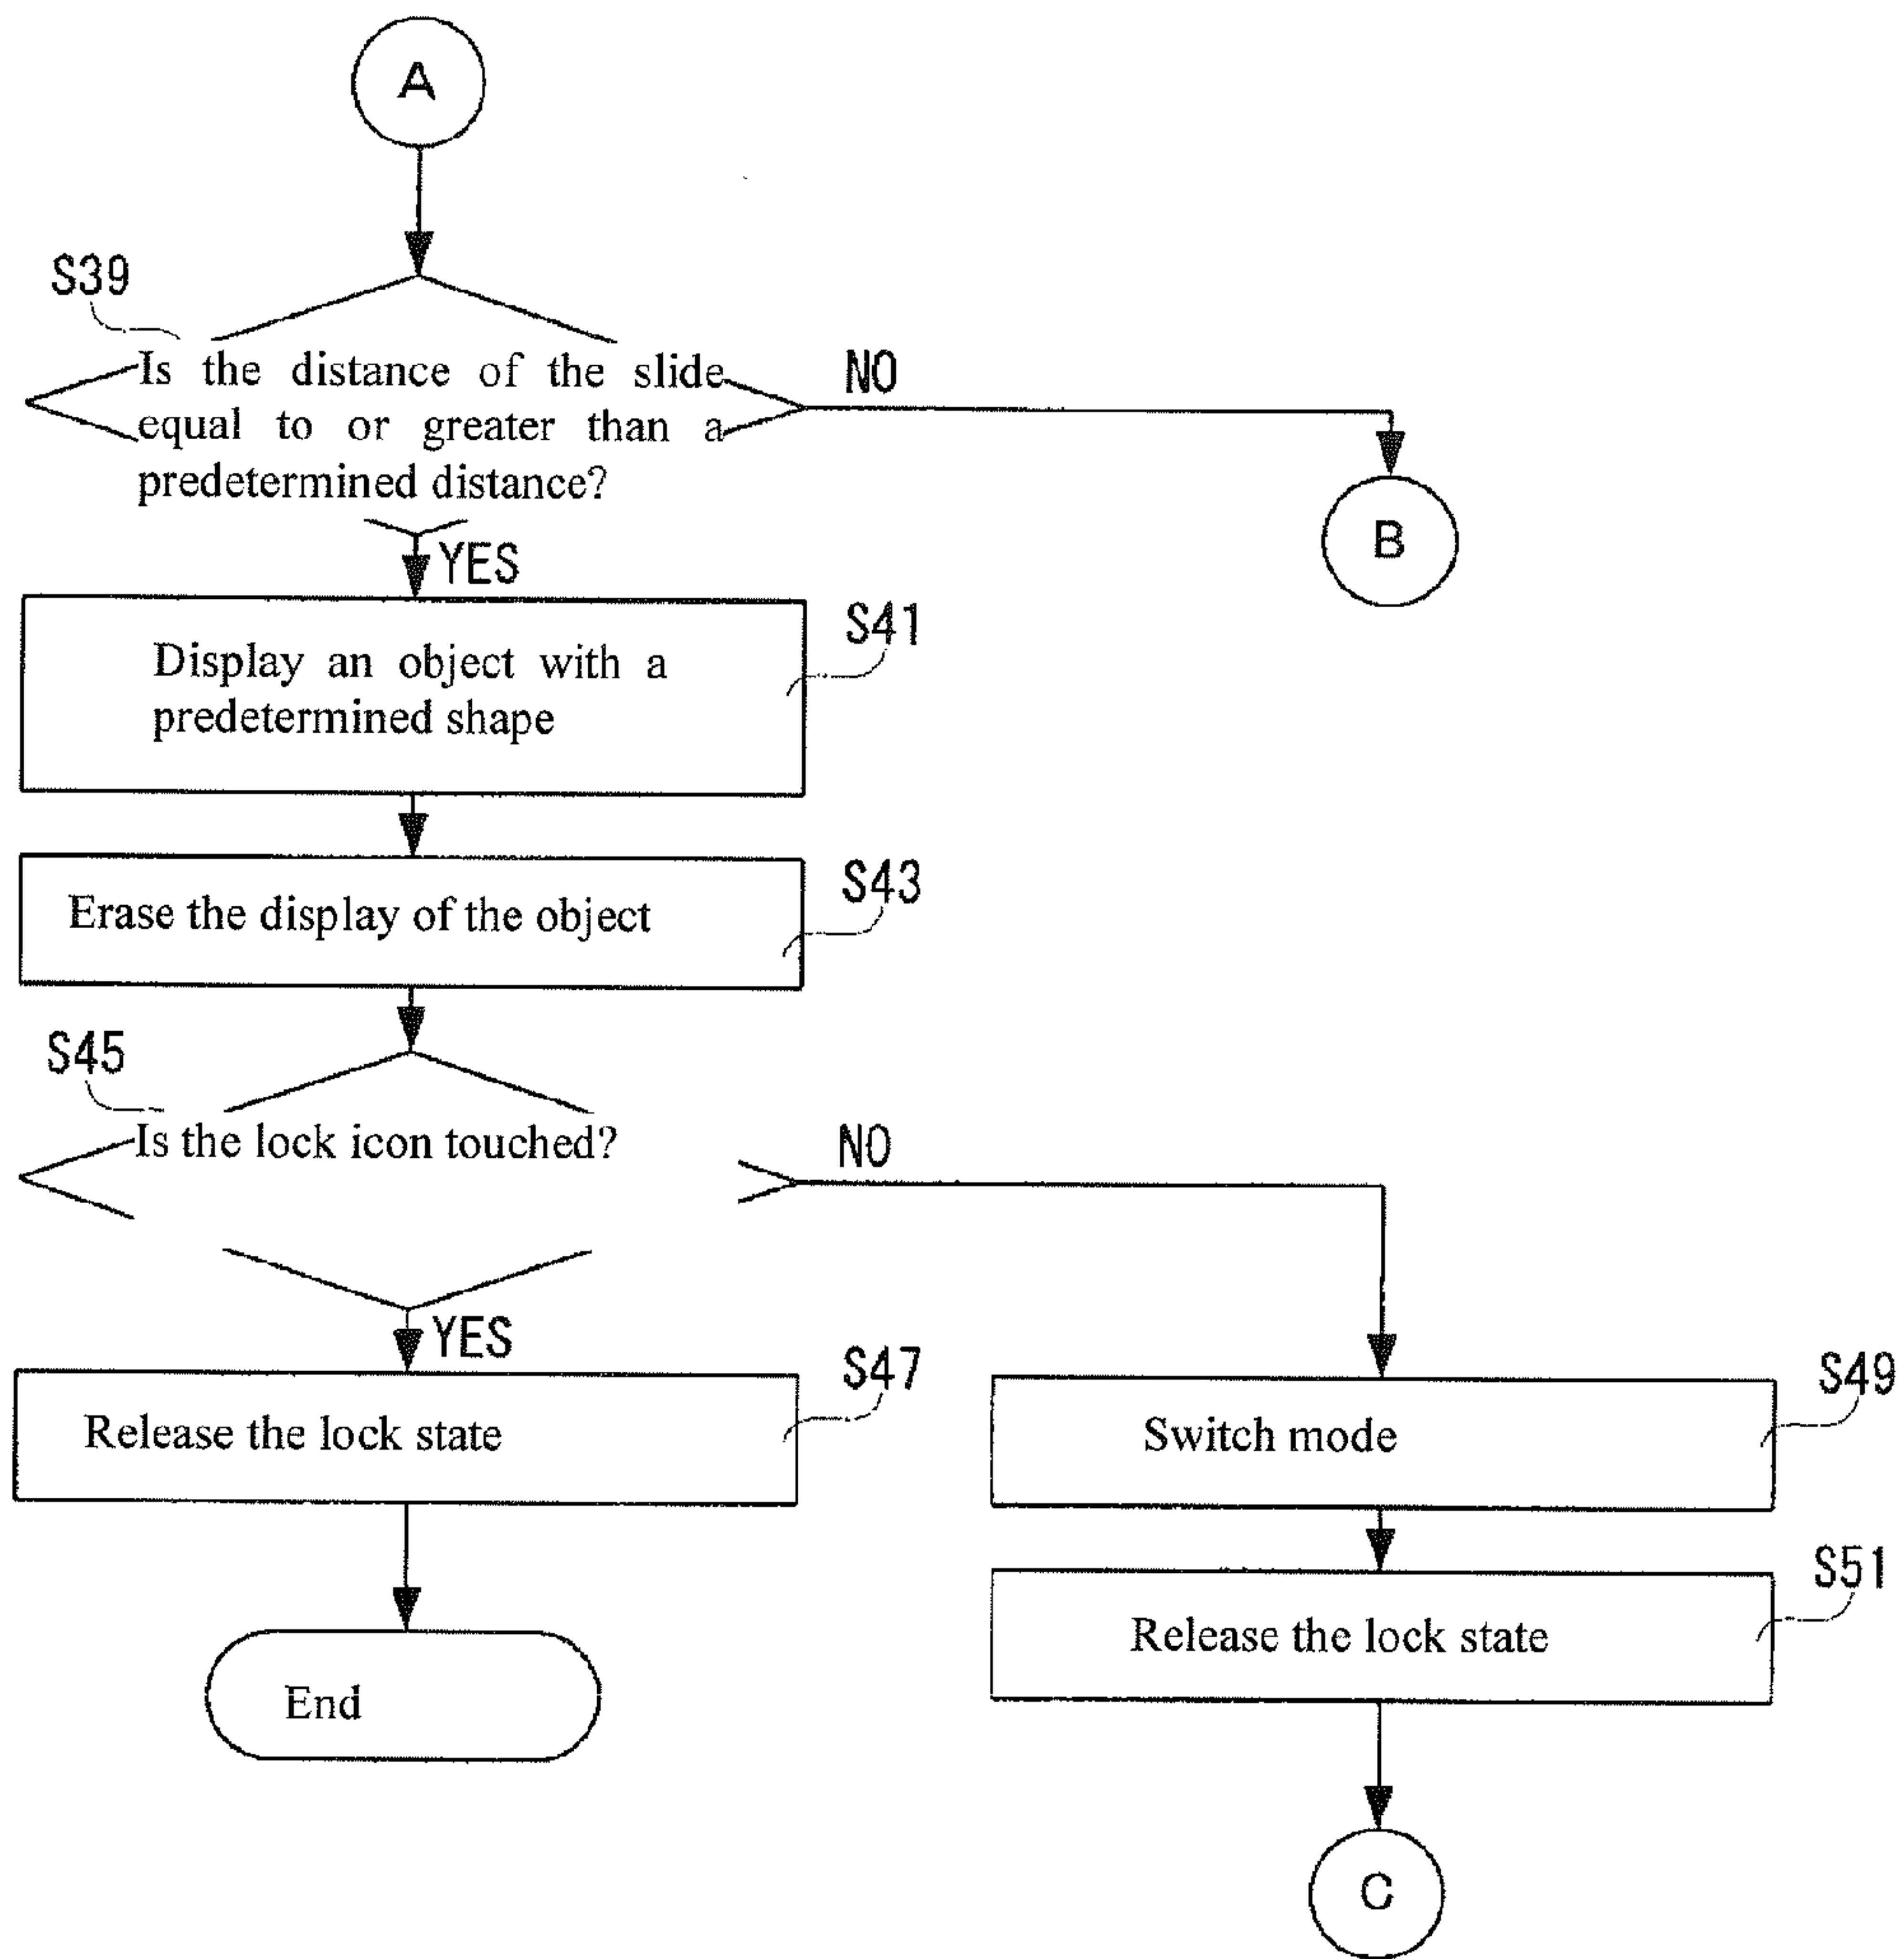 A
S39
Is the distance of the slide
equal to or greater than a
predetermined distance?
NO
B
YES
S41
Display an object with a
predetermined shape
S43
Erase the display of the object
S45
Is the lock icon touched?
NO
YES
S47
Release the lock state
S49
Switch mode
S51
Release the lock state
End
C